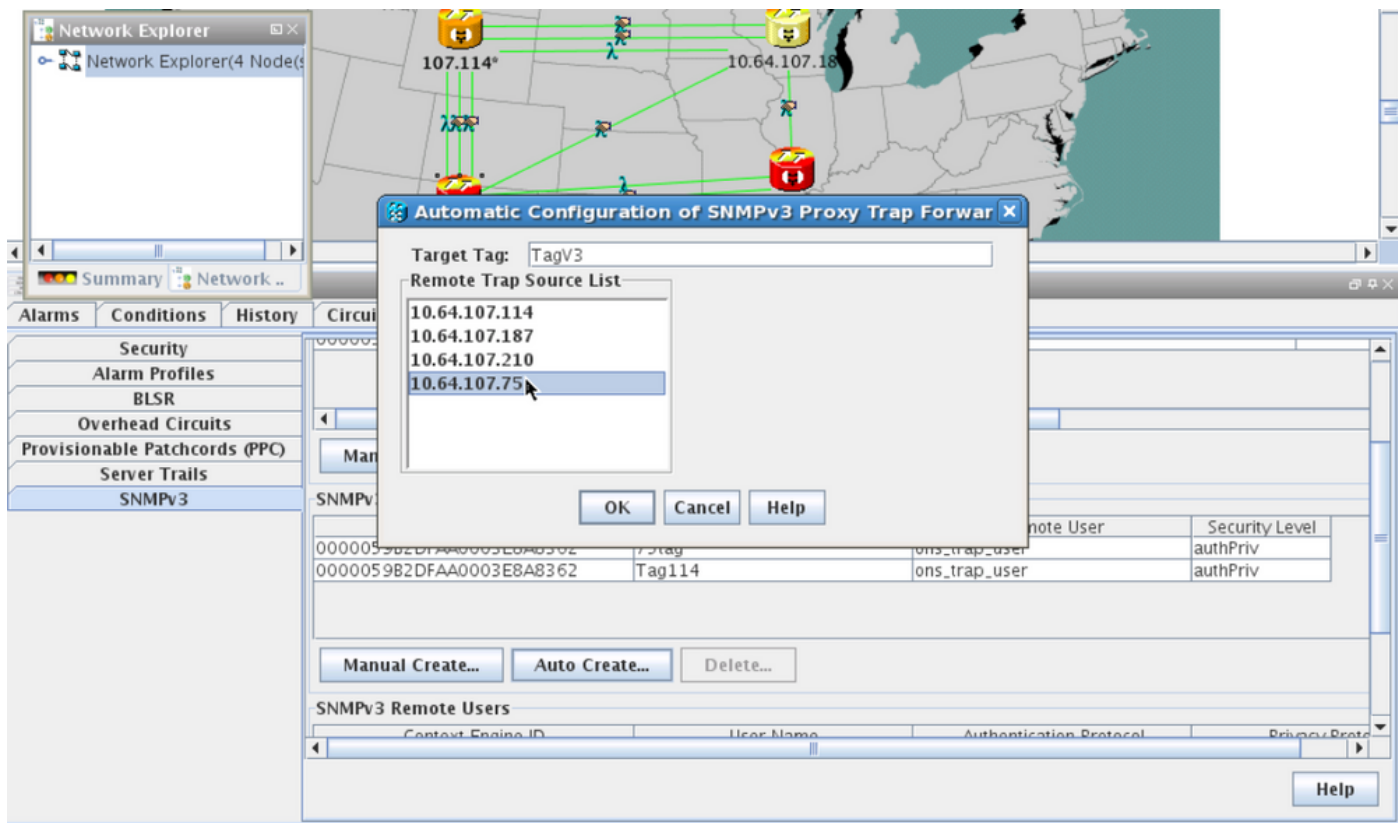 Network Explorer
Network Explorer(4 Node(s
107.114*
10.64.107.18
Automatic Configuration of SNMPv3 Proxy Trap Forwar
Target Tag: TagV3
Remote Trap Source List
10.64.107.114
10.64.107.187
10.64.107.210
10.64.107.75
OK Cancel Help
Summary Network ..
Alarms Conditions History Circui
Security
Alarm Profiles
BLSR
Overhead Circuits
Provisionable Patchcords (PPC)
Server Trails
SNMPv3
Man
SNMPv
mote User Security Level
0000059B2DFAA0003E8A8362 75tag ons_trap_user authPriv
0000059B2DFAA0003E8A8362 Tag114 ons_trap_user authPriv
Manual Create... Auto Create... Delete...
SNMPv3 Remote Users
Context Engine ID User Name Authentication Protocol Privacy Proto
Help